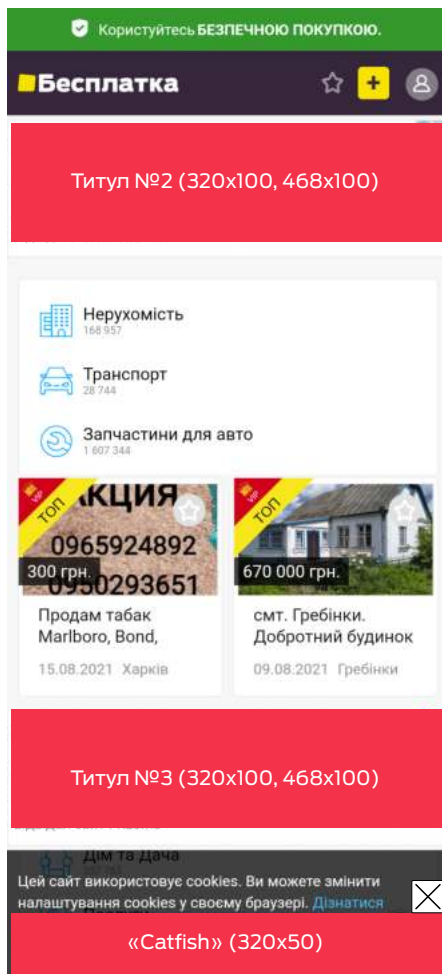 Користуйтесь БЕЗПЕЧНОЮ ПОКУПКОЮ.
Бесплатка
Титул №2 (320x100, 468x100)
Нерухомість
168 957
Транспорт
28 744
Запчастини для авто
1 607 344
VIP ТОП
КЦИЯ
0965924892
0950293651
300 грн.
VIP ТОП
670 000 грн.
Продам табак
Marlboro, Bond,
15.08.2021 Харків
смт. Гребінки.
Добротний будинок
09.08.2021 Гребінки
Титул №3 (320x100, 468x100)
Дім та Дача
Цей сайт використовує cookies. Ви можете змінити
налаштування cookies у своєму браузері. Дізнатися
«Catfish» (320x50)